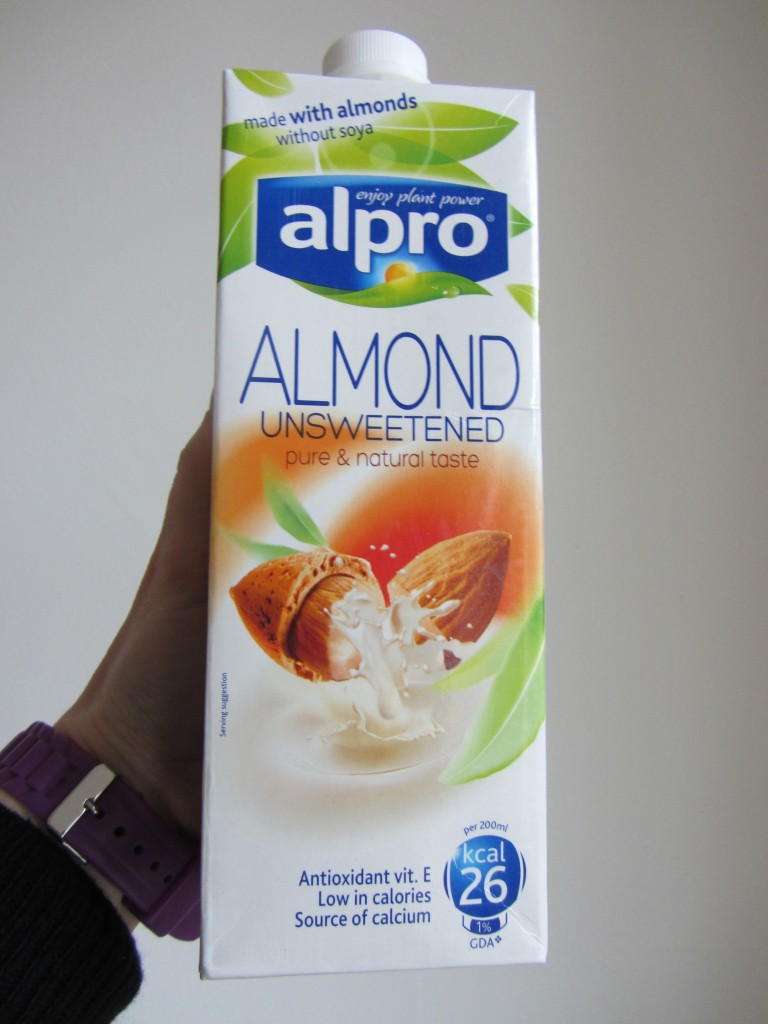 made with almonds
without soya
enjoy plant power
alpro®
ALMOND
UNSWEETENED
pure & natural taste
Serving suggestion
per 200ml
kcal
26
1%
GDA❖
Antioxidant vit. E
Low in calories
Source of calcium